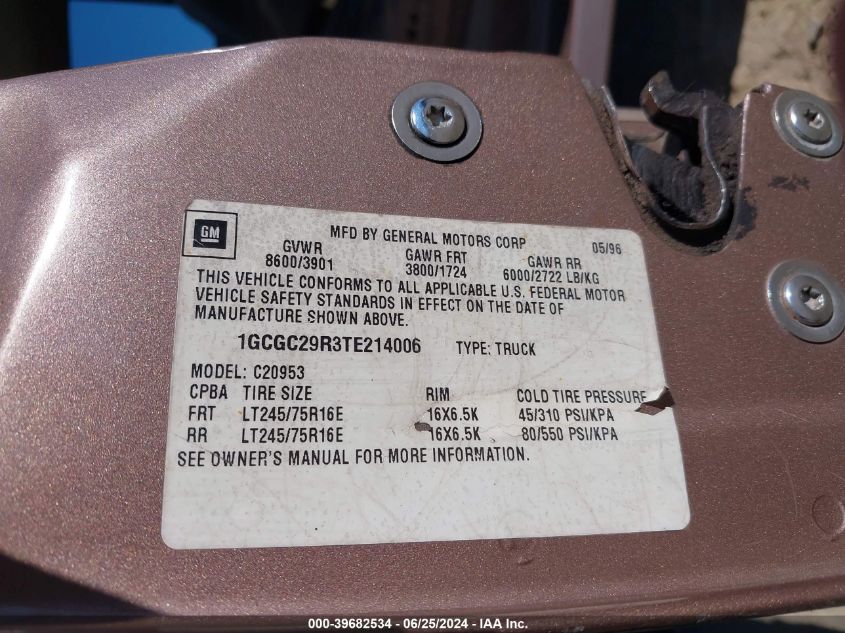 GM
MFD BY GENERAL MOTORS CORP 05/96
GVWR GAWR FRT GAWR RR
8600/3901 3800/1724 6000/2722 LB/KG
THIS VEHICLE CONFORMS TO ALL APPLICABLE U.S. FEDERAL MOTOR
VEHICLE SAFETY STANDARDS IN EFFECT ON THE DATE OF
MANUFACTURE SHOWN ABOVE.
1GCGC29R3TE214006 TYPE: TRUCK
MODEL: C20953
CPBA TIRE SIZE RIM COLD TIRE PRESSURE
FRT LT245/75R16E 16X6.5K 45/310 PSI/KPA
RR LT245/75R16E 16X6.5K 80/550 PSI/KPA
SEE OWNER'S MANUAL FOR MORE INFORMATION.
000-39682534 - 06/25/2024 - IAA Inc.